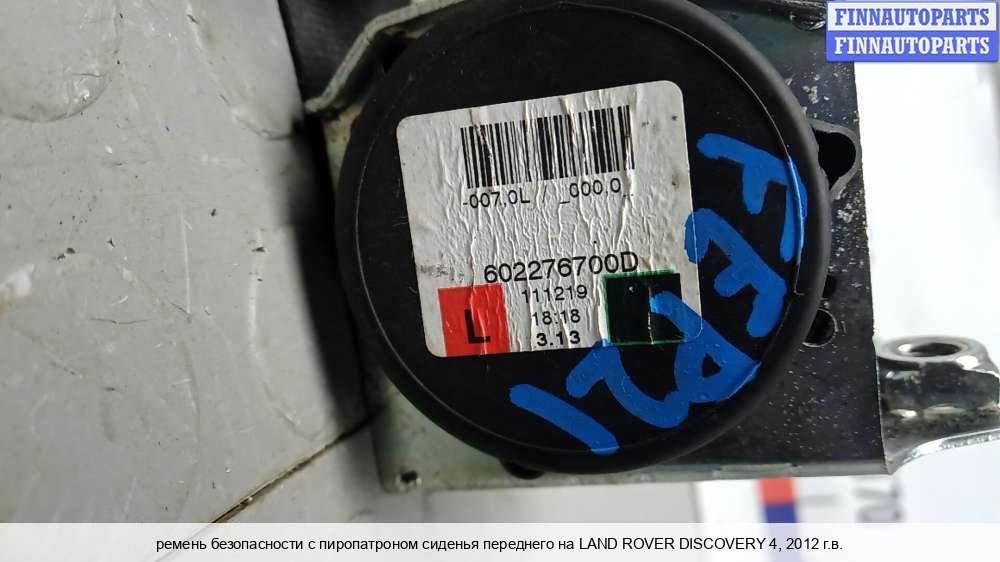 FINNAUTOPARTS
FINNAUTOPARTS
-007,0L / _000,0_
602276700D
111219
18:18
3.13
L
ремень безопасности с пиропатроном сиденья переднего на LAND ROVER DISCOVERY 4, 2012 г.в.